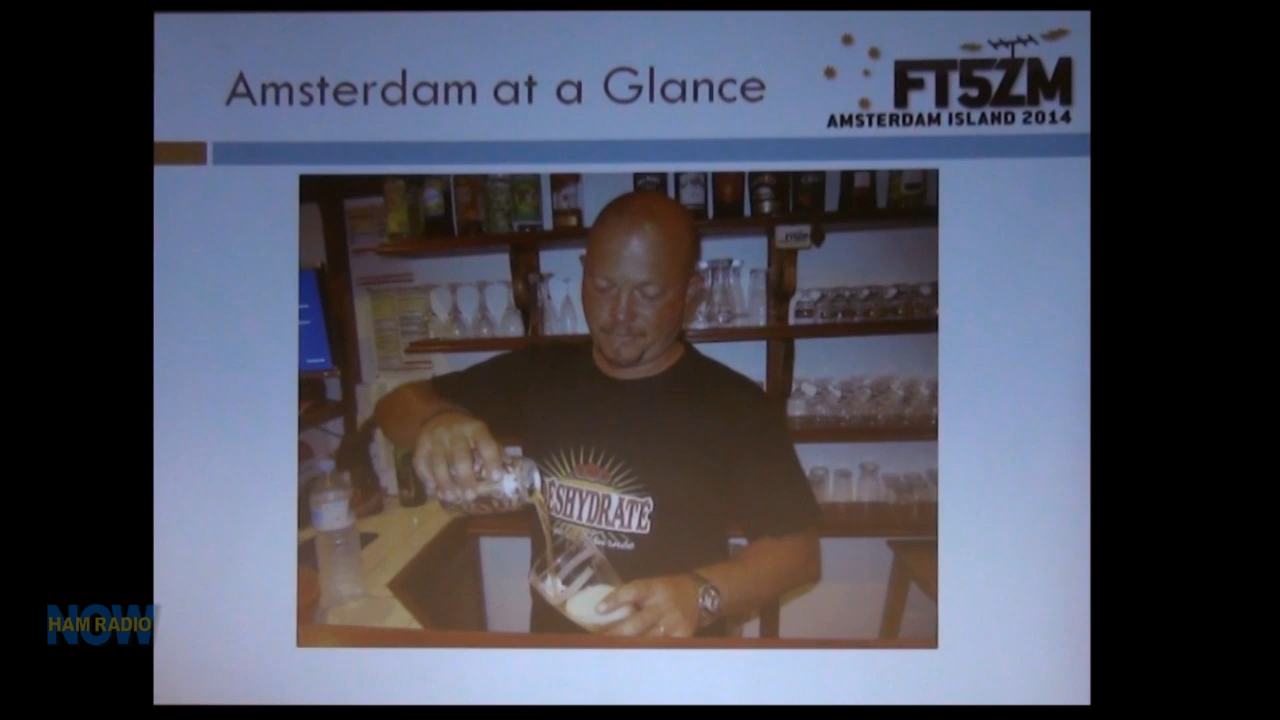 Amsterdam at a Glance
FT5ZM
AMSTERDAM ISLAND 2014
ESHYDRATE
NOW
HAM RADIO